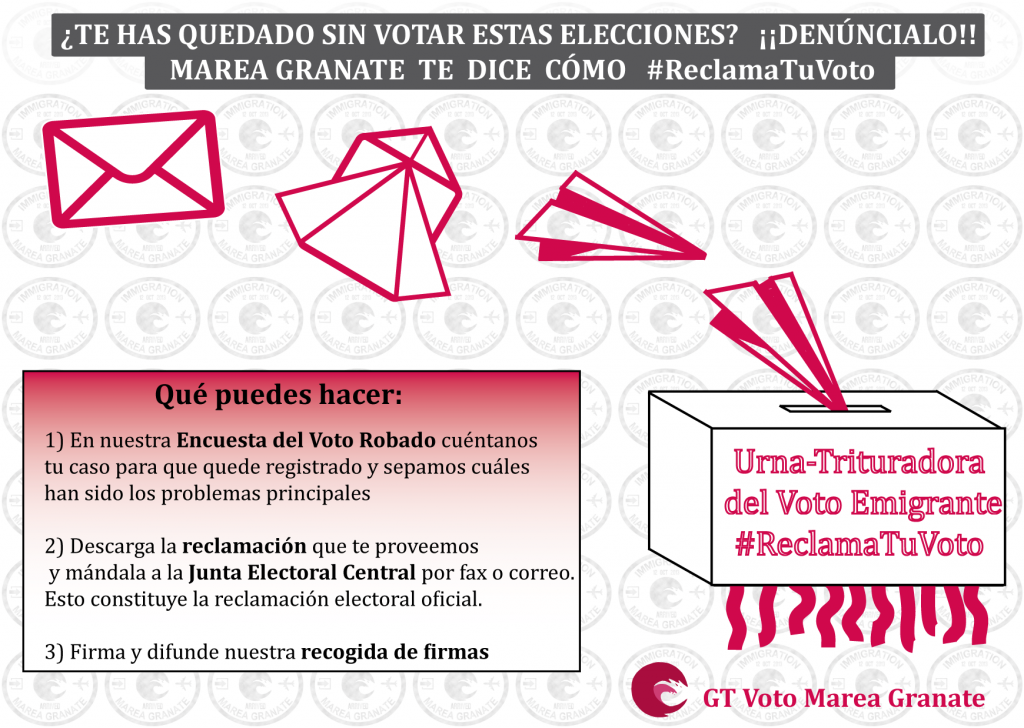 ¿TE HAS QUEDADO SIN VOTAR ESTAS ELECCIONES? ¡¡DENÚNCIALO!!
MAREA GRANATE TE DICE CÓMO #ReclamaTuVoto
Qué puedes hacer:
1) En nuestra Encuesta del Voto Robado cuéntanos
tu caso para que quede registrado y sepamos cuáles
han sido los problemas principales
2) Descarga la reclamación que te proveemos
y mándala a la Junta Electoral Central por fax o correo.
Esto constituye la reclamación electoral oficial.
3) Firma y difunde nuestra recogida de firmas
Urna-Trituradora
del Voto Emigrante
#ReclamaTuVoto
GT Voto Marea Granate
IMMIGRATION
MAREA GRANATE